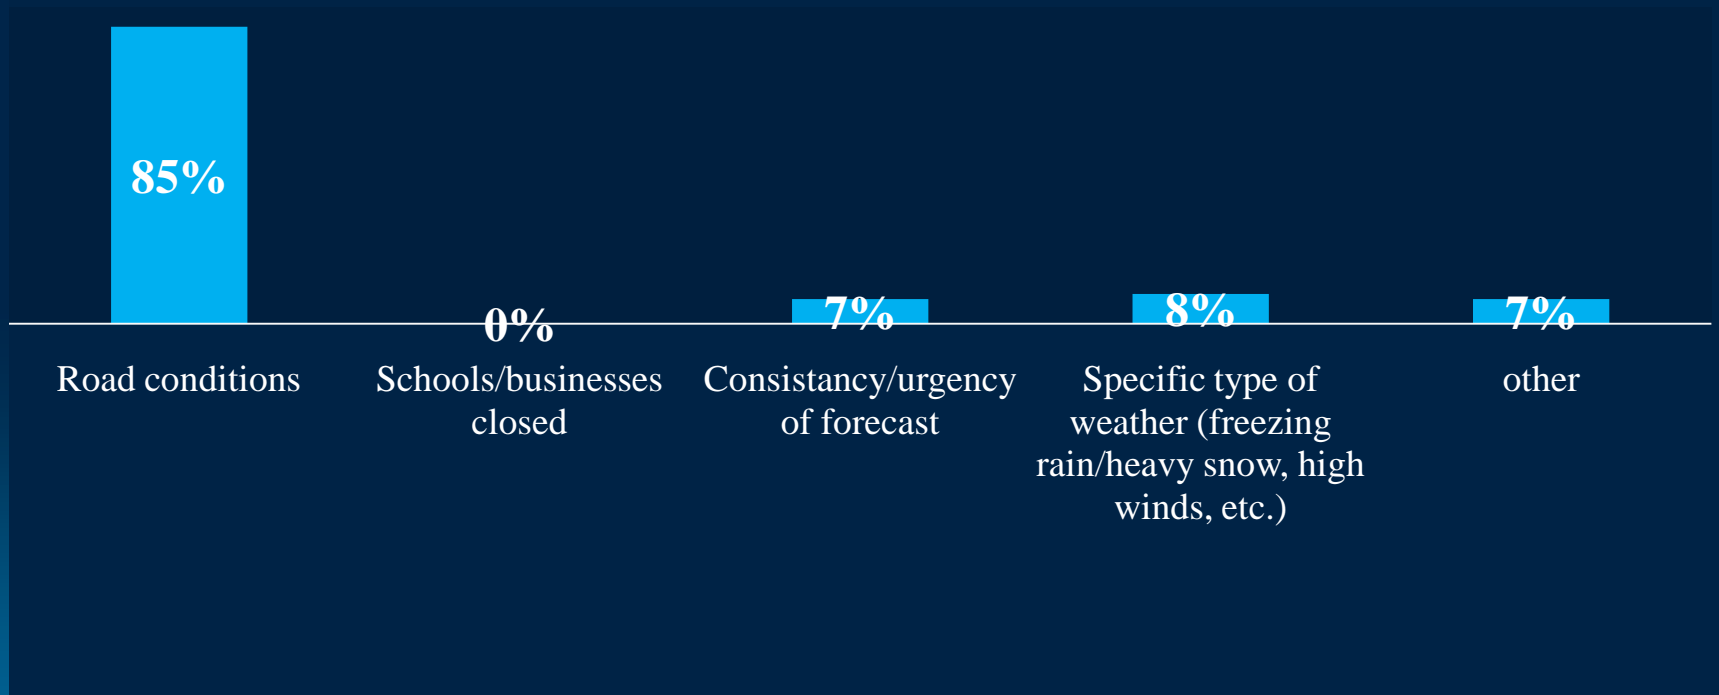 85%
0%
7%
8%
7%
Road conditions
Schools/businesses
closed
Consistancy/urgency
of forecast
Specific type of
weather (freezing
rain/heavy snow, high
winds, etc.)
other